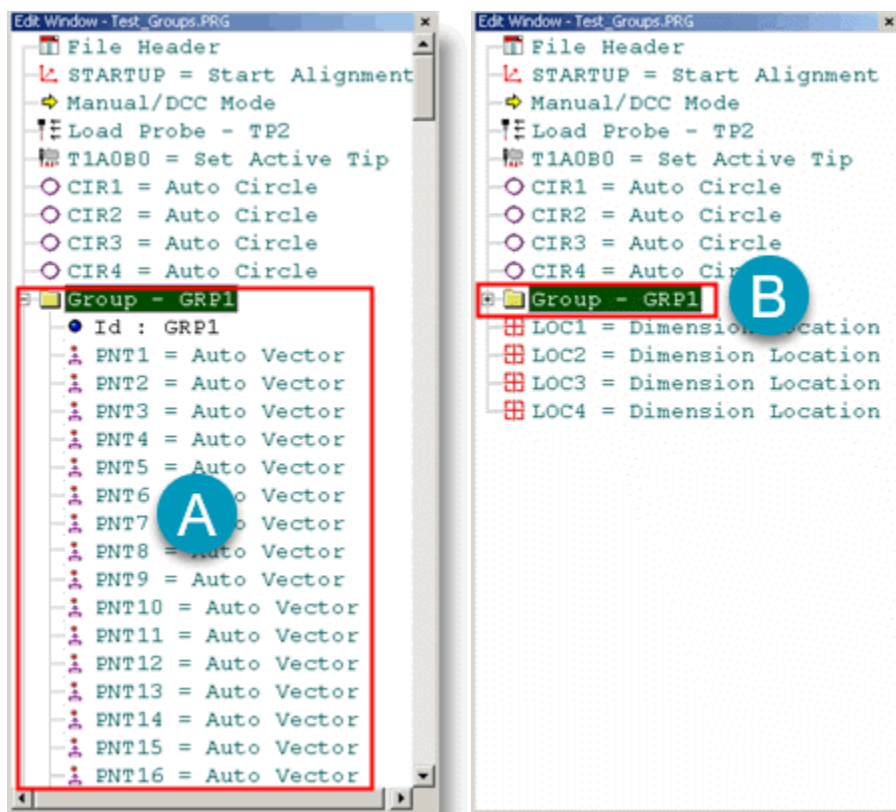 Edit Window - Test_Groups.PRG
File Header
STARTUP = Start Alignment
Manual/DCC Mode
Load Probe - TP2
T1A0B0 = Set Active Tip
CIR1 = Auto Circle
CIR2 = Auto Circle
CIR3 = Auto Circle
CIR4 = Auto Circle
Group - GRP1
Id : GRP1
PNT1 = Auto Vector
PNT2 = Auto Vector
PNT3 = Auto Vector
PNT4 = Auto Vector
PNT5 = Auto Vector
PNT6 Vector
PNT7 Vector
PNT8 = Auto Vector
PNT9 = Auto Vector
PNT10 = Auto Vector
PNT11 = Auto Vector
PNT12 = Auto Vector
PNT13 = Auto Vector
PNT14 = Auto Vector
PNT15 = Auto Vector
PNT16 = Auto Vector
A
Edit Window - Test_Groups.PRG
File Header
STARTUP = Start Alignment
Manual/DCC Mode
Load Probe - TP2
T1A0B0 = Set Active Tip
CIR1 = Auto Circle
CIR2 = Auto Circle
CIR3 = Auto Circle
CIR4 = Auto
Group - GRP1
B
LOC1 = Dimension Location
LOC2 = Dimension Location
LOC3 = Dimension Location
LOC4 = Dimension Location